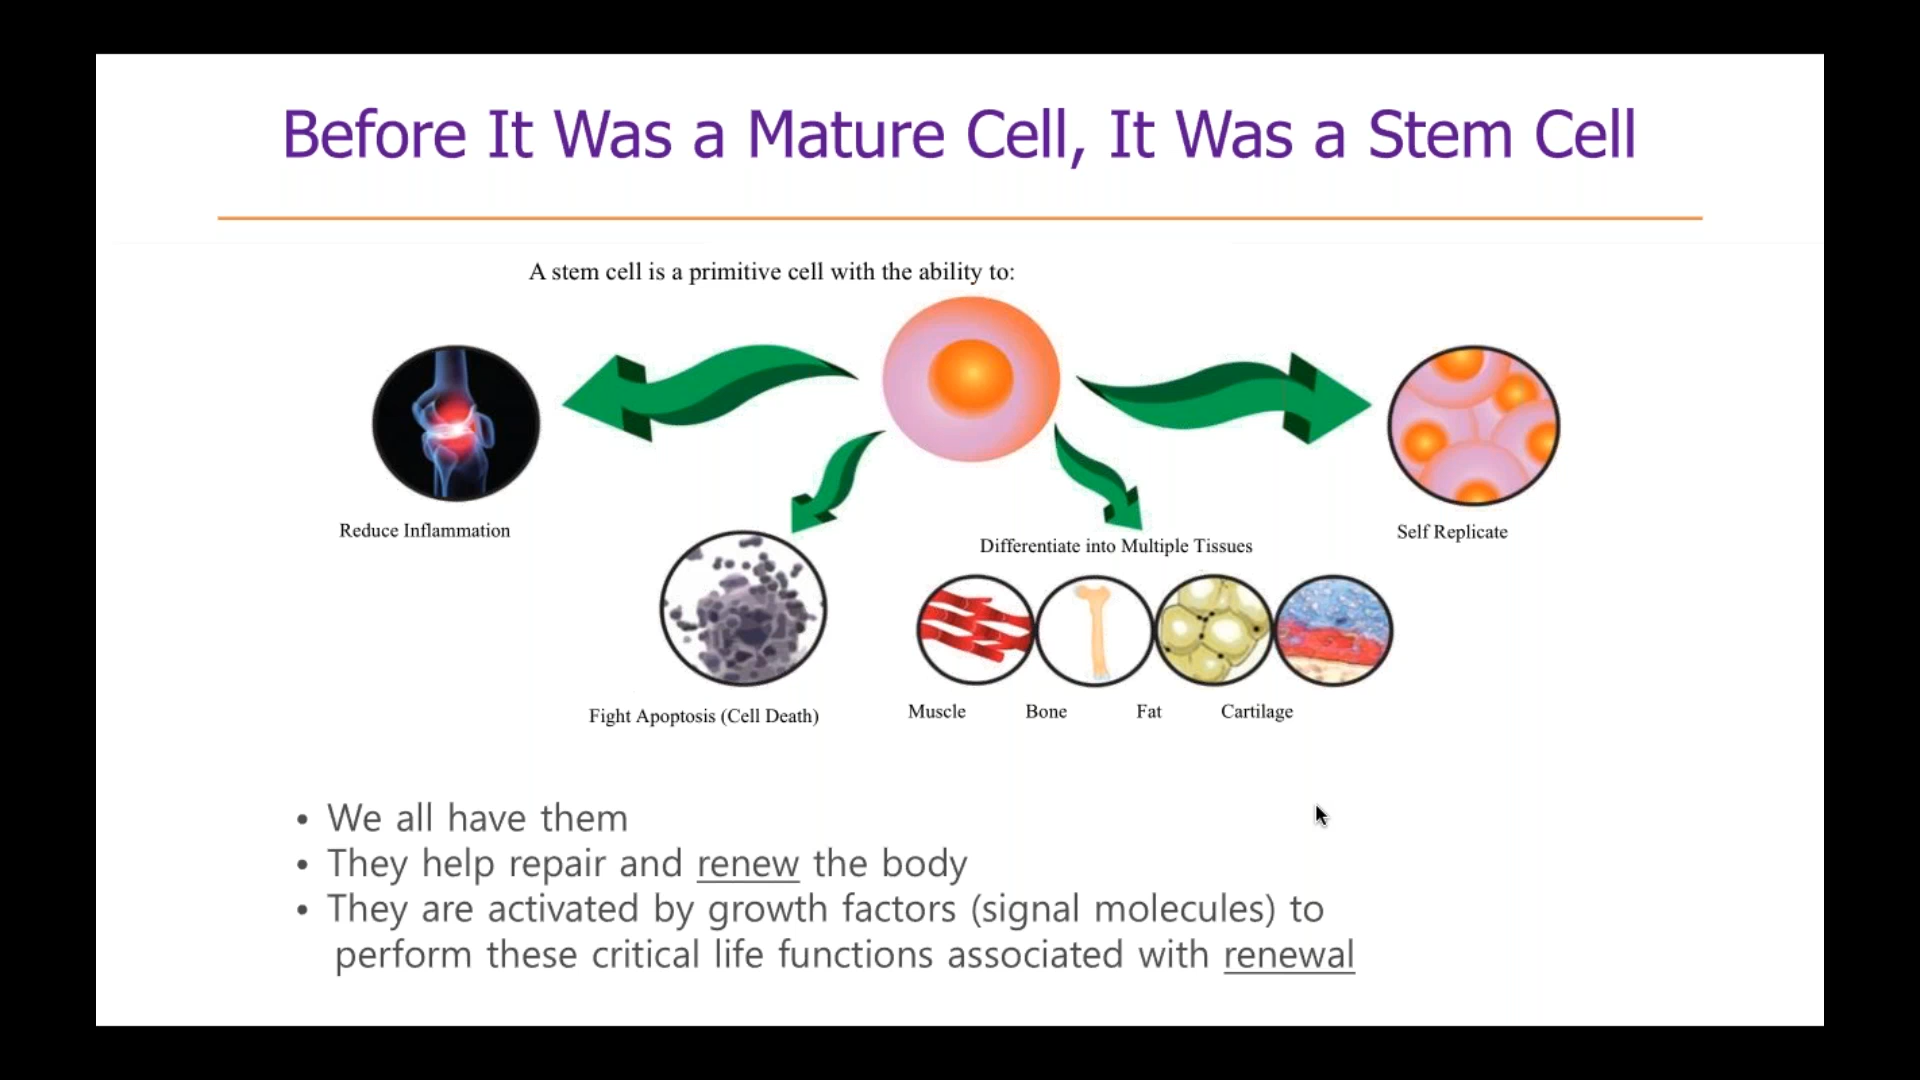 Before It Was a Mature Cell, It Was a Stem Cell
A stem cell is a primitive cell with the ability to:
Reduce Inflammation
Self Replicate
Differentiate into Multiple Tissues
Fight Apoptosis (Cell Death)
Muscle Bone Fat Cartilage
• We all have them
• They help repair and renew the body
• They are activated by growth factors (signal molecules) to
perform these critical life functions associated with renewal